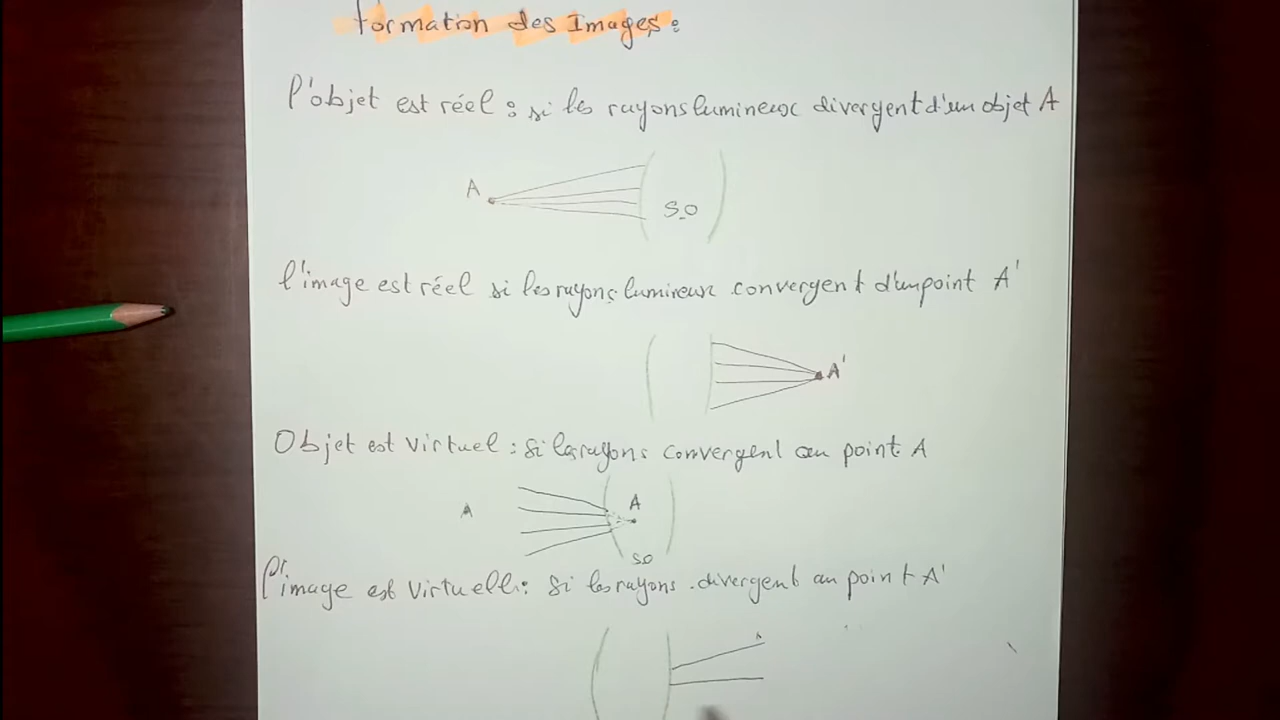 formation des Images :
l'objet est réel : si les rayons lumineux divergent d'un objet A
A
S.O
l'image est réel si les rayons lumineux convergent d'un point A'
A'
Objet est virtuel : si les rayons convergent au point A
A
A
SO
l'image est virtuelle : si les rayons divergent au point A'